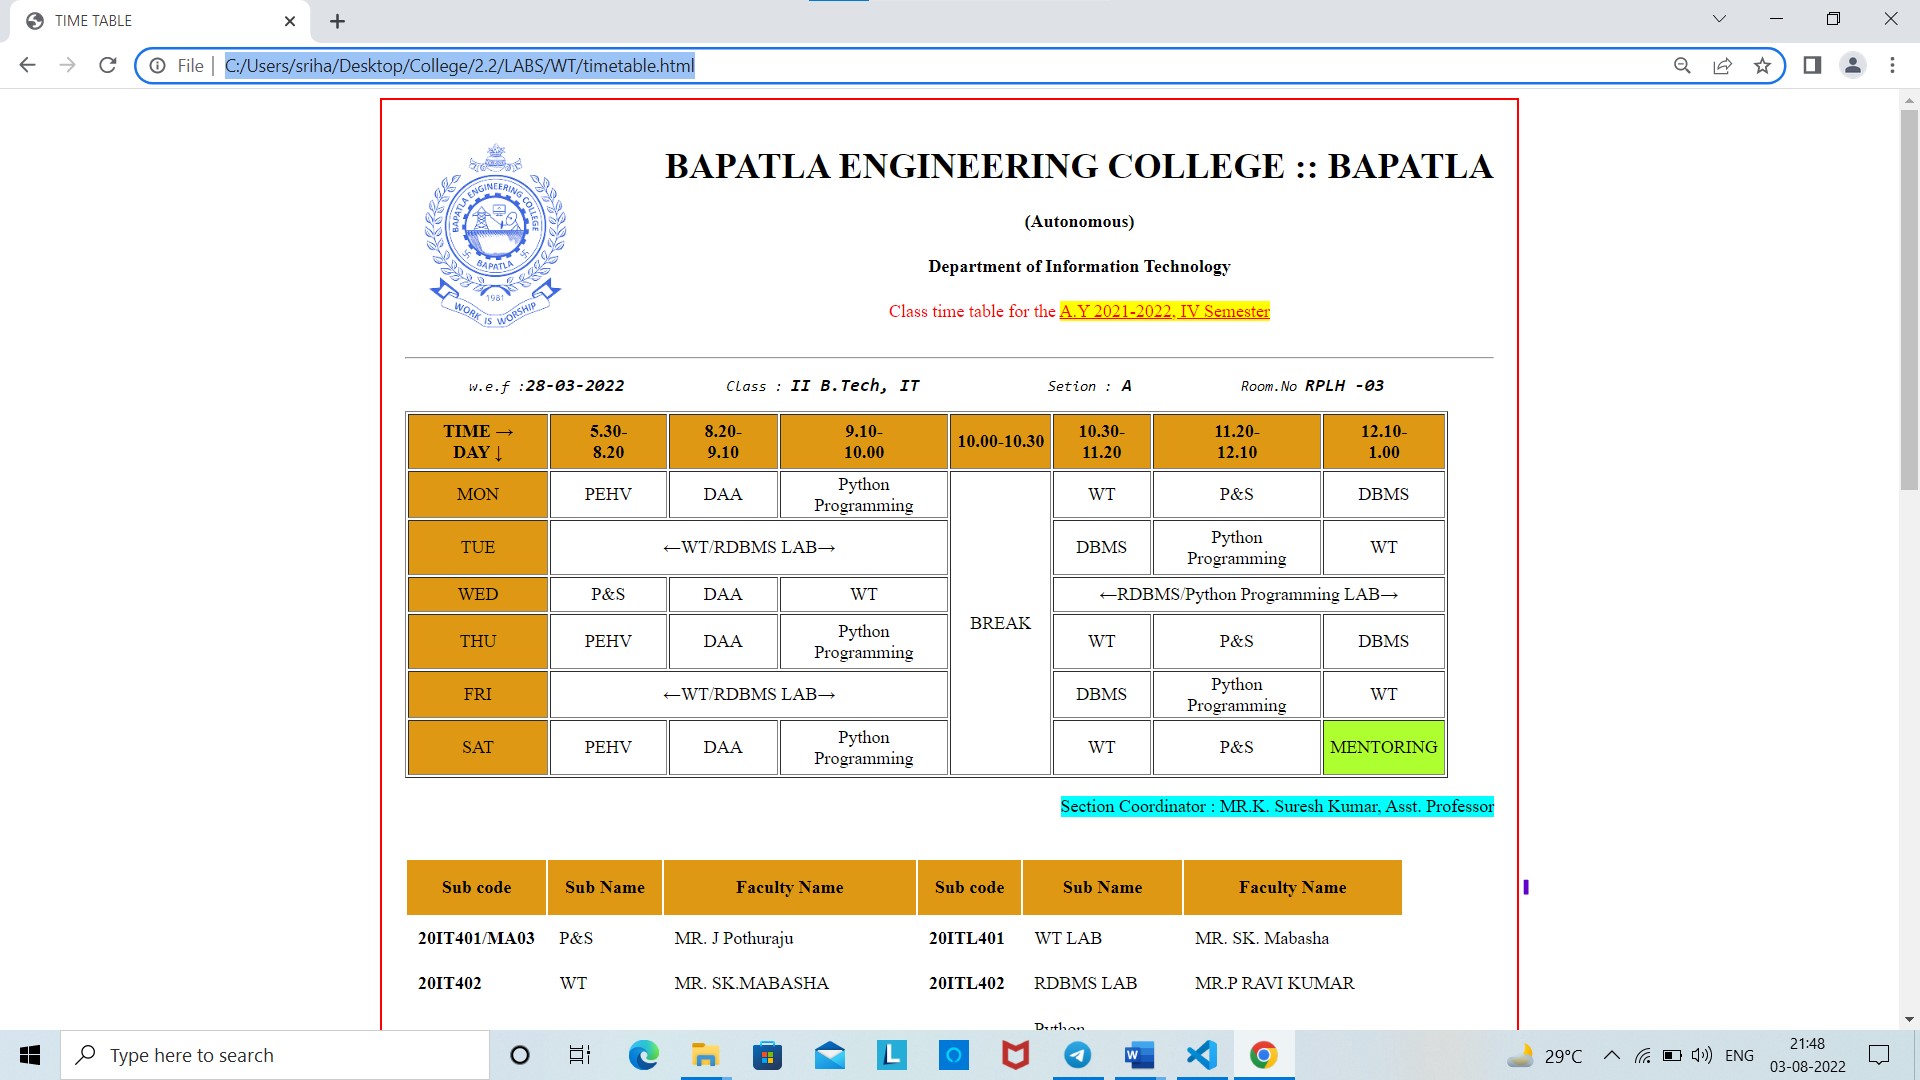 TIME TABLE
File
C:/Users/sriha/Desktop/College/2.2/LABS/WT/timetable.html
BAPATLA ENGINEERING COLLEGE
BAPATLA
1981
WORK IS WORSHIP
BAPATLA ENGINEERING COLLEGE :: BAPATLA
(Autonomous)
Department of Information Technology
Class time table for the A.Y 2021-2022, IV Semester
w.e.f :28-03-2022 Class : II B.Tech, IT Setion : A Room.No RPLH -03
TIME → 5.30- 8.20- 9.10- 10.00-10.30 10.30- 11.20- 12.10-
DAY ↓ 8.20 9.10 10.00 11.20 12.10 1.00
MON PEHV DAA Python Programming WT P&S DBMS
TUE ←WT/RDBMS LAB→ DBMS Python Programming WT
WED P&S DAA WT ←RDBMS/Python Programming LAB→
BREAK
THU PEHV DAA Python Programming WT P&S DBMS
FRI ←WT/RDBMS LAB→ DBMS Python Programming WT
SAT PEHV DAA Python Programming WT P&S MENTORING
Section Coordinator : MR.K. Suresh Kumar, Asst. Professor
Sub code Sub Name Faculty Name Sub code Sub Name Faculty Name
20IT401/MA03 P&S MR. J Pothuraju 20ITL401 WT LAB MR. SK. Mabasha
20IT402 WT MR. SK.MABASHA 20ITL402 RDBMS LAB MR.P RAVI KUMAR
Python
Type here to search
29°C
ENG
21:48
03-08-2022